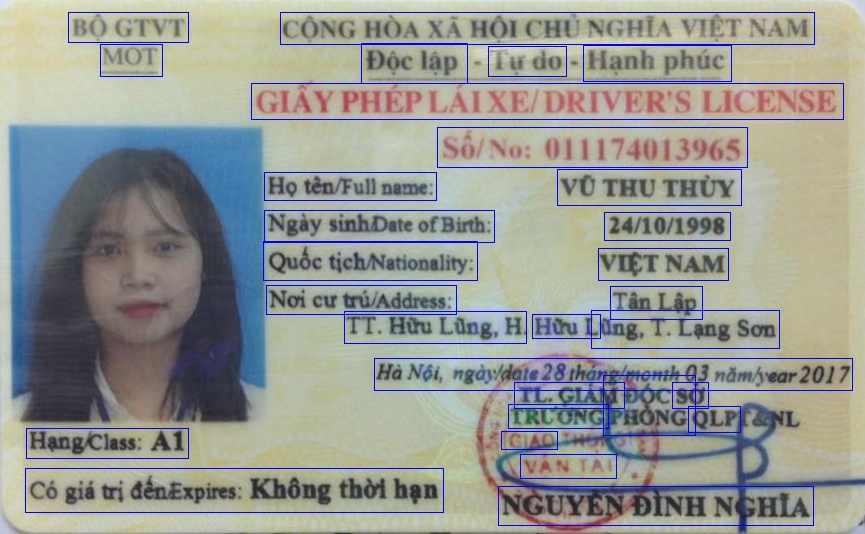 BỘ GTVT
MOT
CỘNG HÒA XÃ HỘI CHỦ NGHĨA VIỆT NAM
Độc lập - Tự do - Hạnh phúc
GIẤY PHÉP LÁI XE/ DRIVER'S LICENSE
Số/ No: 011174013965
Họ tên/Full name: VŨ THU THÙY
Ngày sinh/Date of Birth: 24/10/1998
Quốc tịch/Nationality: VIỆT NAM
Nơi cư trú/Address: Tân Lập
TT. Hữu Lũng, H. Hữu Lũng, T. Lạng Sơn
Hà Nội, ngày/date 28 tháng/month 03 năm/year 2017
TL. GIÁM ĐỐC SỞ
TRƯỞNG PHÒNG QLPT&NL
GIAO THÔNG
VẬN TẢI
Hạng/Class: A1
Có giá trị đến/Expires: Không thời hạn
NGUYỄN ĐÌNH NGHĨA